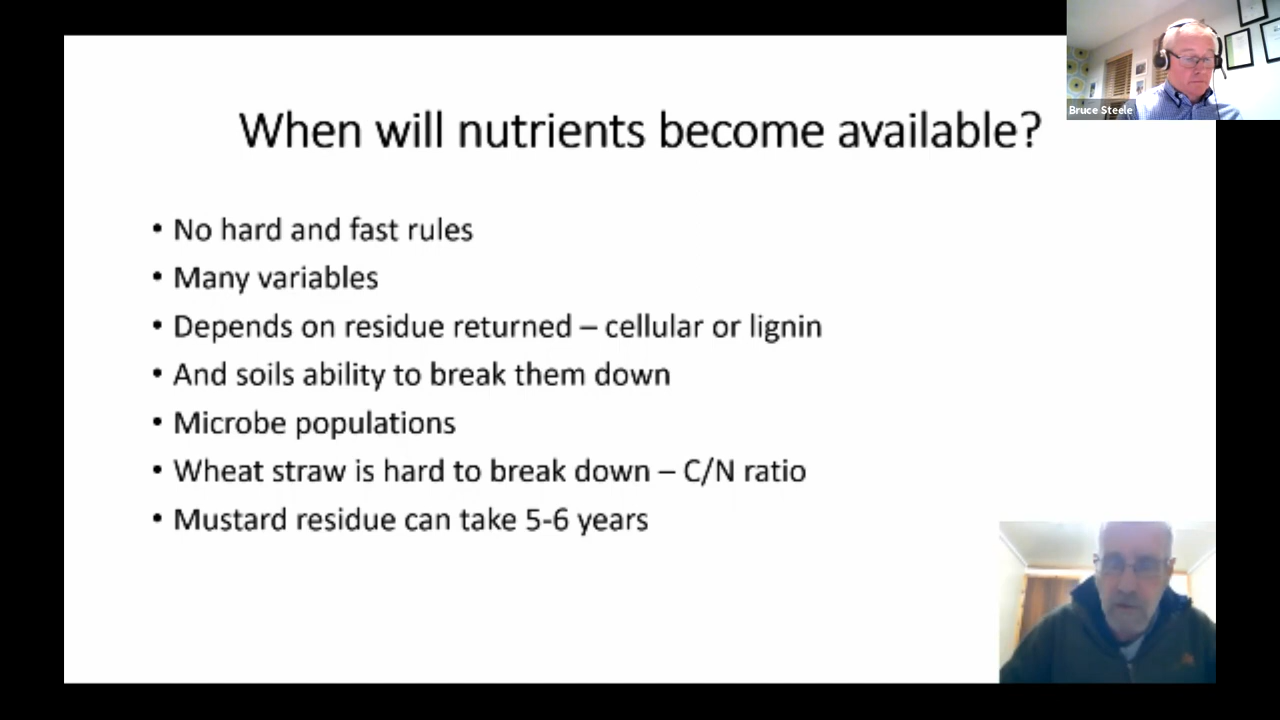 Bruce Steele
When will nutrients become available?
• No hard and fast rules
• Many variables
• Depends on residue returned – cellular or lignin
• And soils ability to break them down
• Microbe populations
• Wheat straw is hard to break down – C/N ratio
• Mustard residue can take 5-6 years